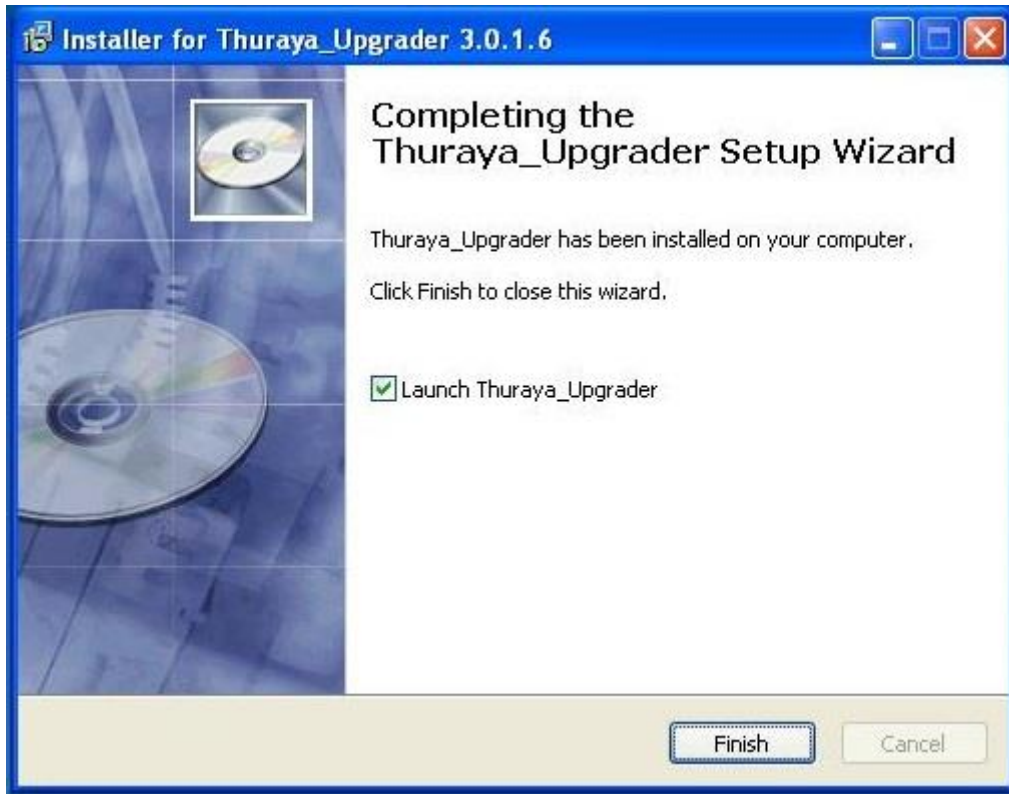 Installer for Thuraya_Upgrader 3.0.1.6
Completing the
Thuraya_Upgrader Setup Wizard
Thuraya_Upgrader has been installed on your computer.
Click Finish to close this wizard.
Launch Thuraya_Upgrader
Finish
Cancel